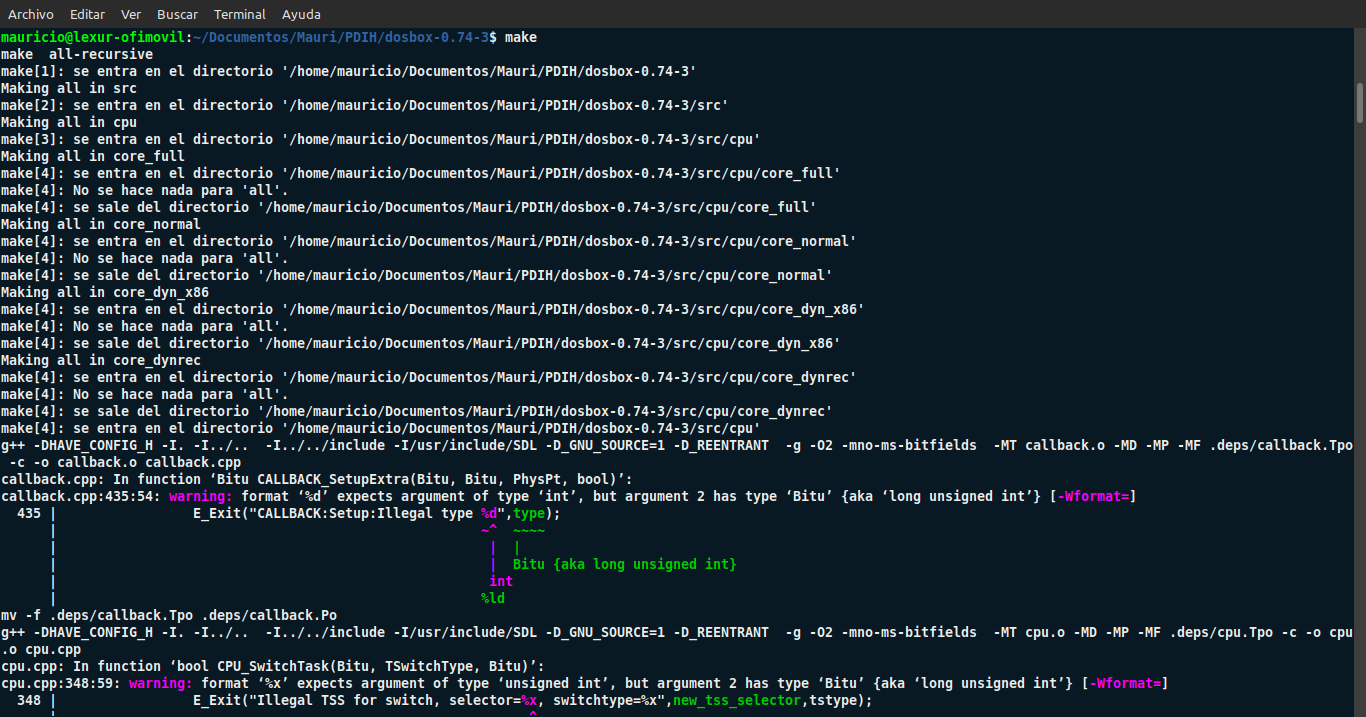 Archivo Editar Ver Buscar Terminal Ayuda
mauricio@lexur-ofimovil:~/Documentos/Mauri/PDIH/dosbox-0.74-3$ make
make  all-recursive
make[1]: se entra en el directorio '/home/mauricio/Documentos/Mauri/PDIH/dosbox-0.74-3'
Making all in src
make[2]: se entra en el directorio '/home/mauricio/Documentos/Mauri/PDIH/dosbox-0.74-3/src'
Making all in cpu
make[3]: se entra en el directorio '/home/mauricio/Documentos/Mauri/PDIH/dosbox-0.74-3/src/cpu'
Making all in core_full
make[4]: se entra en el directorio '/home/mauricio/Documentos/Mauri/PDIH/dosbox-0.74-3/src/cpu/core_full'
make[4]: No se hace nada para 'all'.
make[4]: se sale del directorio '/home/mauricio/Documentos/Mauri/PDIH/dosbox-0.74-3/src/cpu/core_full'
Making all in core_normal
make[4]: se entra en el directorio '/home/mauricio/Documentos/Mauri/PDIH/dosbox-0.74-3/src/cpu/core_normal'
make[4]: No se hace nada para 'all'.
make[4]: se sale del directorio '/home/mauricio/Documentos/Mauri/PDIH/dosbox-0.74-3/src/cpu/core_normal'
Making all in core_dyn_x86
make[4]: se entra en el directorio '/home/mauricio/Documentos/Mauri/PDIH/dosbox-0.74-3/src/cpu/core_dyn_x86'
make[4]: No se hace nada para 'all'.
make[4]: se sale del directorio '/home/mauricio/Documentos/Mauri/PDIH/dosbox-0.74-3/src/cpu/core_dyn_x86'
Making all in core_dynrec
make[4]: se entra en el directorio '/home/mauricio/Documentos/Mauri/PDIH/dosbox-0.74-3/src/cpu/core_dynrec'
make[4]: No se hace nada para 'all'.
make[4]: se sale del directorio '/home/mauricio/Documentos/Mauri/PDIH/dosbox-0.74-3/src/cpu/core_dynrec'
make[4]: se entra en el directorio '/home/mauricio/Documentos/Mauri/PDIH/dosbox-0.74-3/src/cpu'
g++ -DHAVE_CONFIG_H -I. -I../..  -I../../include -I/usr/include/SDL -D_GNU_SOURCE=1 -D_REENTRANT  -g -O2 -mno-ms-bitfields  -MT callback.o -MD -MP -MF .deps/callback.Tpo
 -c -o callback.o callback.cpp
callback.cpp: In function ‘Bitu CALLBACK_SetupExtra(Bitu, Bitu, PhysPt, bool)’:
callback.cpp:435:54: warning: format ‘%d’ expects argument of type ‘int’, but argument 2 has type ‘Bitu’ {aka ‘long unsigned int’} [-Wformat=]
  435 |                 E_Exit("CALLBACK:Setup:Illegal type %d",type);
      |                                                     ~^  ~~~~
      |                                                      |  |
      |                                                      |  Bitu {aka long unsigned int}
      |                                                      int
      |                                                     %ld
mv -f .deps/callback.Tpo .deps/callback.Po
g++ -DHAVE_CONFIG_H -I. -I../..  -I../../include -I/usr/include/SDL -D_GNU_SOURCE=1 -D_REENTRANT  -g -O2 -mno-ms-bitfields  -MT cpu.o -MD -MP -MF .deps/cpu.Tpo -c -o cpu
.o cpu.cpp
cpu.cpp: In function ‘bool CPU_SwitchTask(Bitu, TSwitchType, Bitu)’:
cpu.cpp:348:59: warning: format ‘%x’ expects argument of type ‘unsigned int’, but argument 2 has type ‘Bitu’ {aka ‘long unsigned int’} [-Wformat=]
  348 |                 E_Exit("Illegal TSS for switch, selector=%x, switchtype=%x",new_tss_selector,tstype);
      |                                                           ^